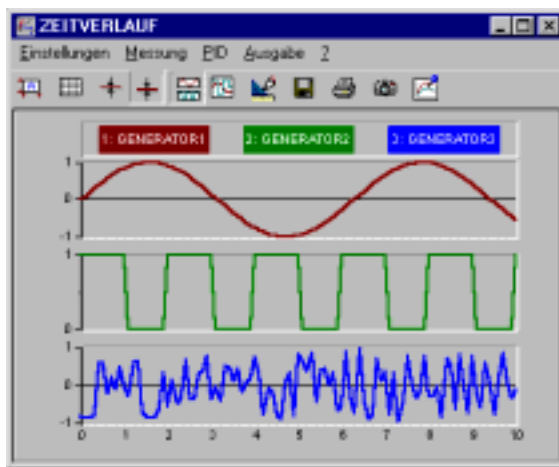 ZEITVERLAUF
Einstellungen Messung PID Ausgabe ?
1: GENERATOR1 2: GENERATOR2 3: GENERATOR3
1
0
-1
1
0
1
0
-1
0 1 2 3 4 5 6 7 8 9 10